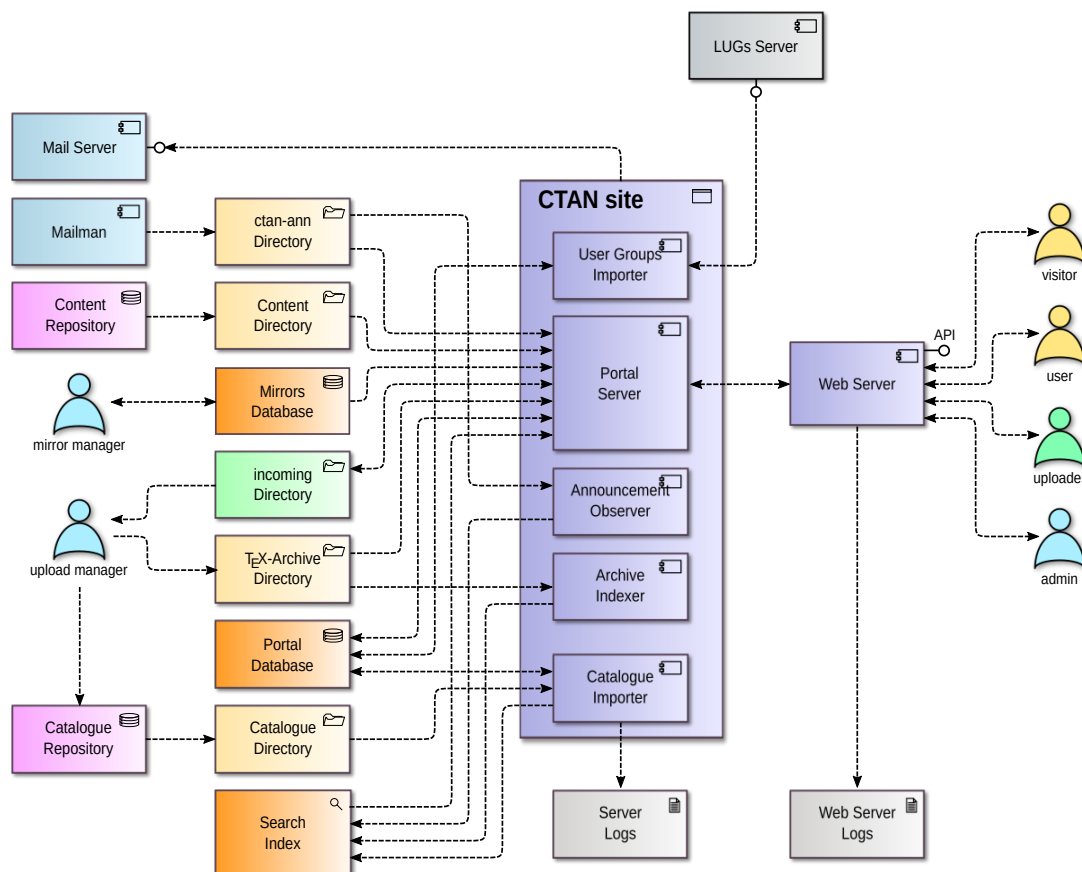 LUGs Server
Mail Server
CTAN site
Mailman
ctan-ann
Directory
User Groups
Importer
visitor
Content
Repository
Content
Directory
Portal
Server
API
Web Server
user
Mirrors
Database
mirror manager
incoming
Directory
uploade
Announcement
Observer
upload manager
TEX-Archive
Directory
Archive
Indexer
admin
Portal
Database
Catalogue
Importer
Catalogue
Repository
Catalogue
Directory
Search
Index
Server
Logs
Web Server
Logs